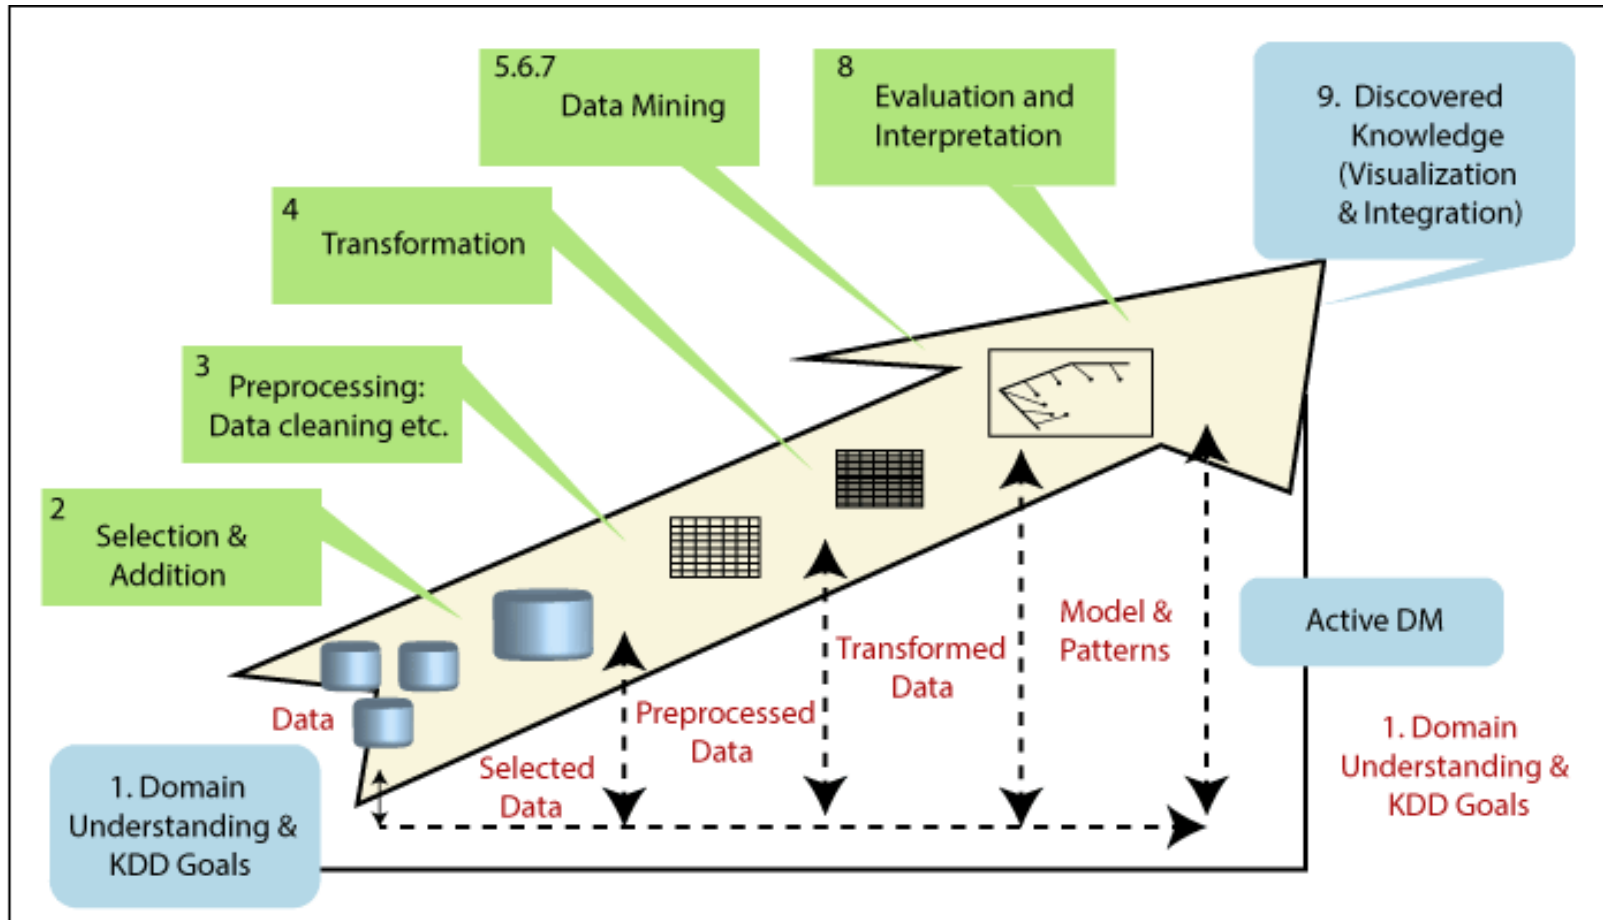 5.6.7
Data Mining
8
Evaluation and
Interpretation
9. Discovered
Knowledge
(Visualization
& Integration)
4
Transformation
3
Preprocessing:
Data cleaning etc.
2
Selection &
Addition
Data
1. Domain
Understanding &
KDD Goals
Selected
Data
Preprocessed
Data
Transformed
Data
Model &
Patterns
Active DM
1. Domain
Understanding &
KDD Goals